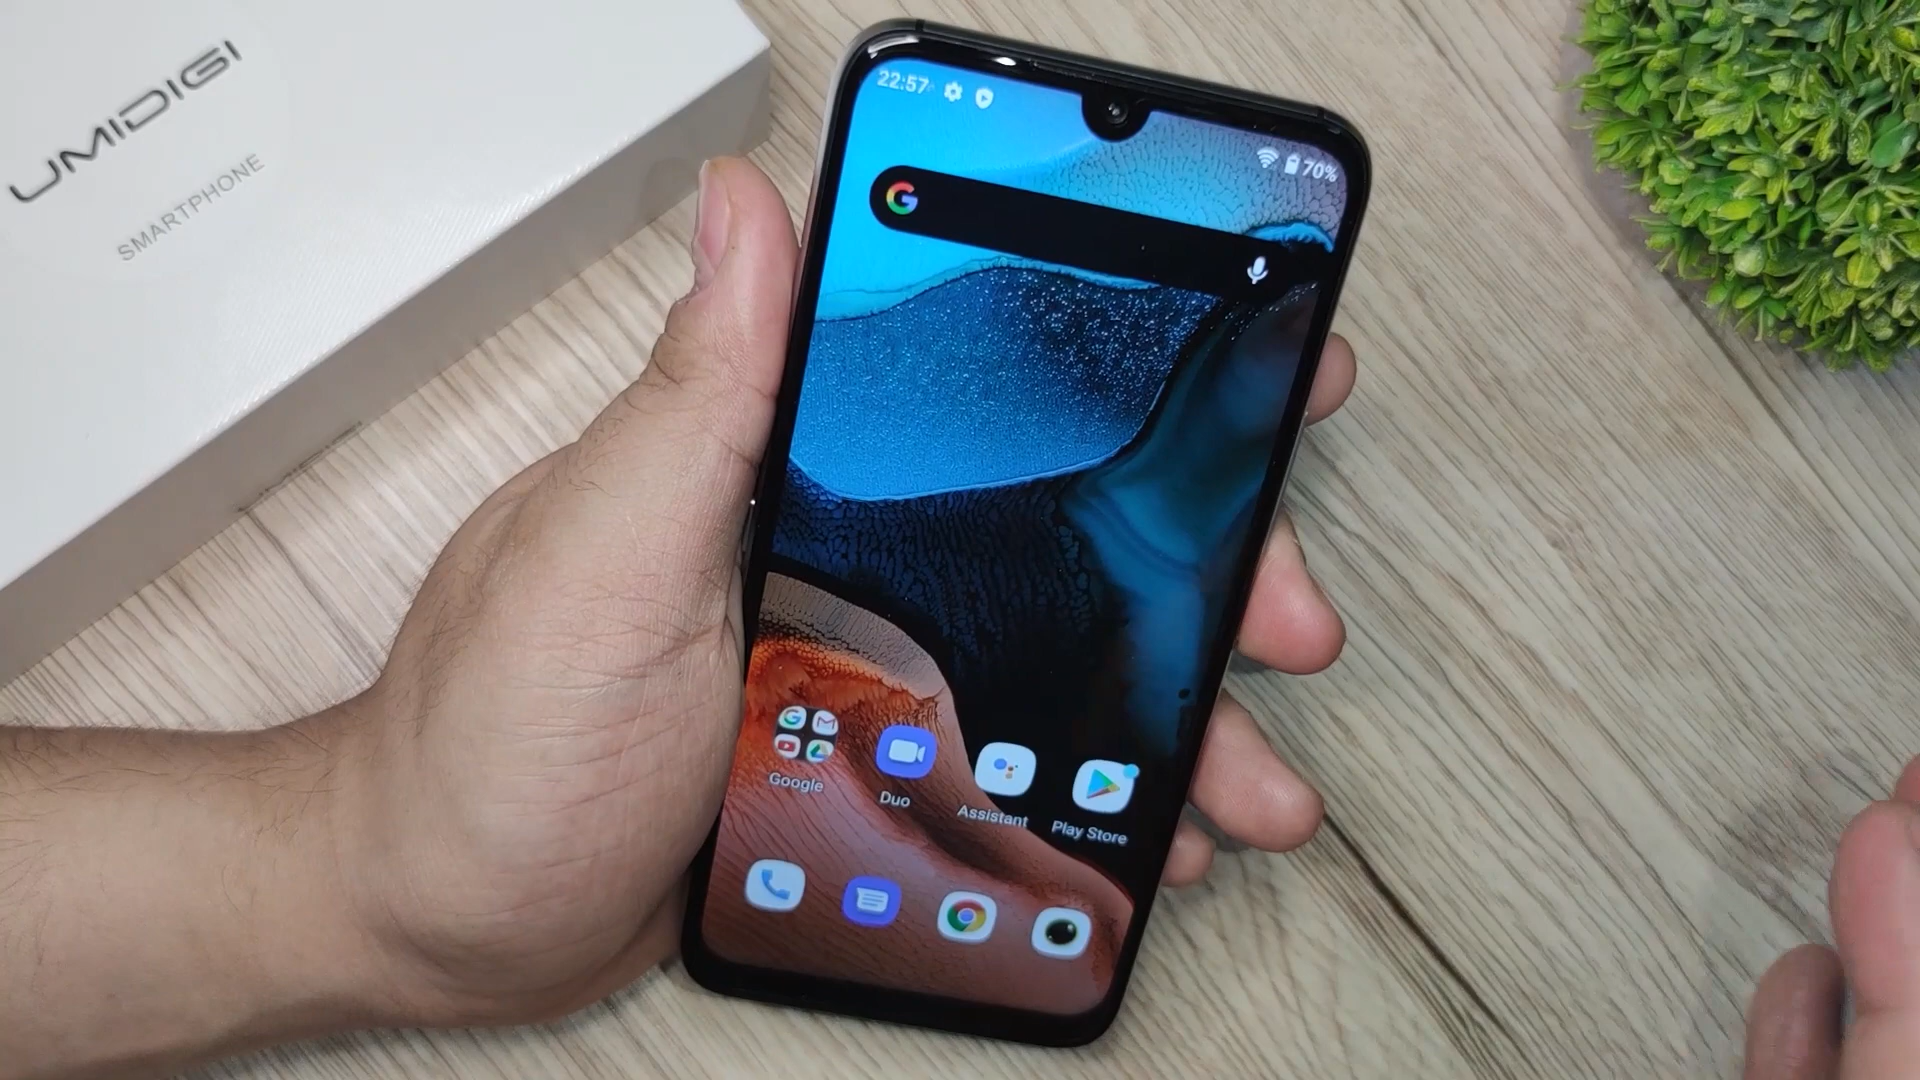 UMIDIGI
SMARTPHONE
22:57
70%
Google
Duo
Assistant
Play Store